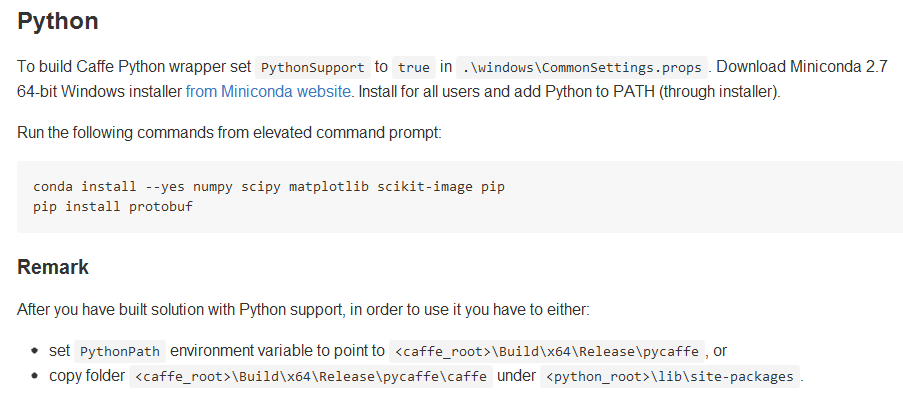 Python
To build Caffe Python wrapper set PythonSupport to true in .\windows\CommonSettings.props . Download Miniconda 2.7
64-bit Windows installer from Miniconda website. Install for all users and add Python to PATH (through installer).
Run the following commands from elevated command prompt:
conda install --yes numpy scipy matplotlib scikit-image pip
pip install protobuf
Remark
After you have built solution with Python support, in order to use it you have to either:
• set PythonPath environment variable to point to <caffe_root>\Build\x64\Release\pycaffe , or
• copy folder <caffe_root>\Build\x64\Release\pycaffe\caffe under <python_root>\lib\site-packages .